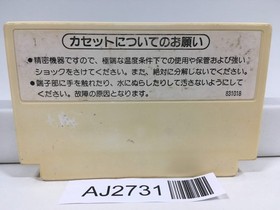 カセットについてのお願い
●精密機器ですので、極端な温度条件下での使用や保管および強い
ショックをさけてください。また、絶対に分解しないでください。
●端子部に手を触れたり、水にぬらしたりして汚さないようにして
ください。故障の原因となります。
831018
AJ2731